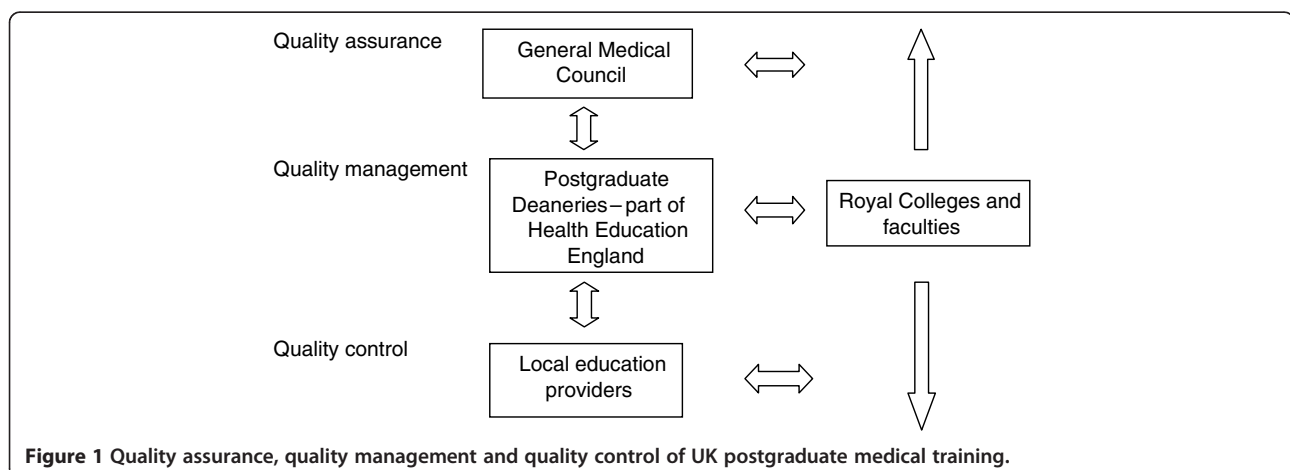 Quality assurance
General Medical
Council
Quality management
Postgraduate
Deaneries–part of
Health Education
England
Royal Colleges and
faculties
Quality control
Local education
providers
Figure 1 Quality assurance, quality management and quality control of UK postgraduate medical training.